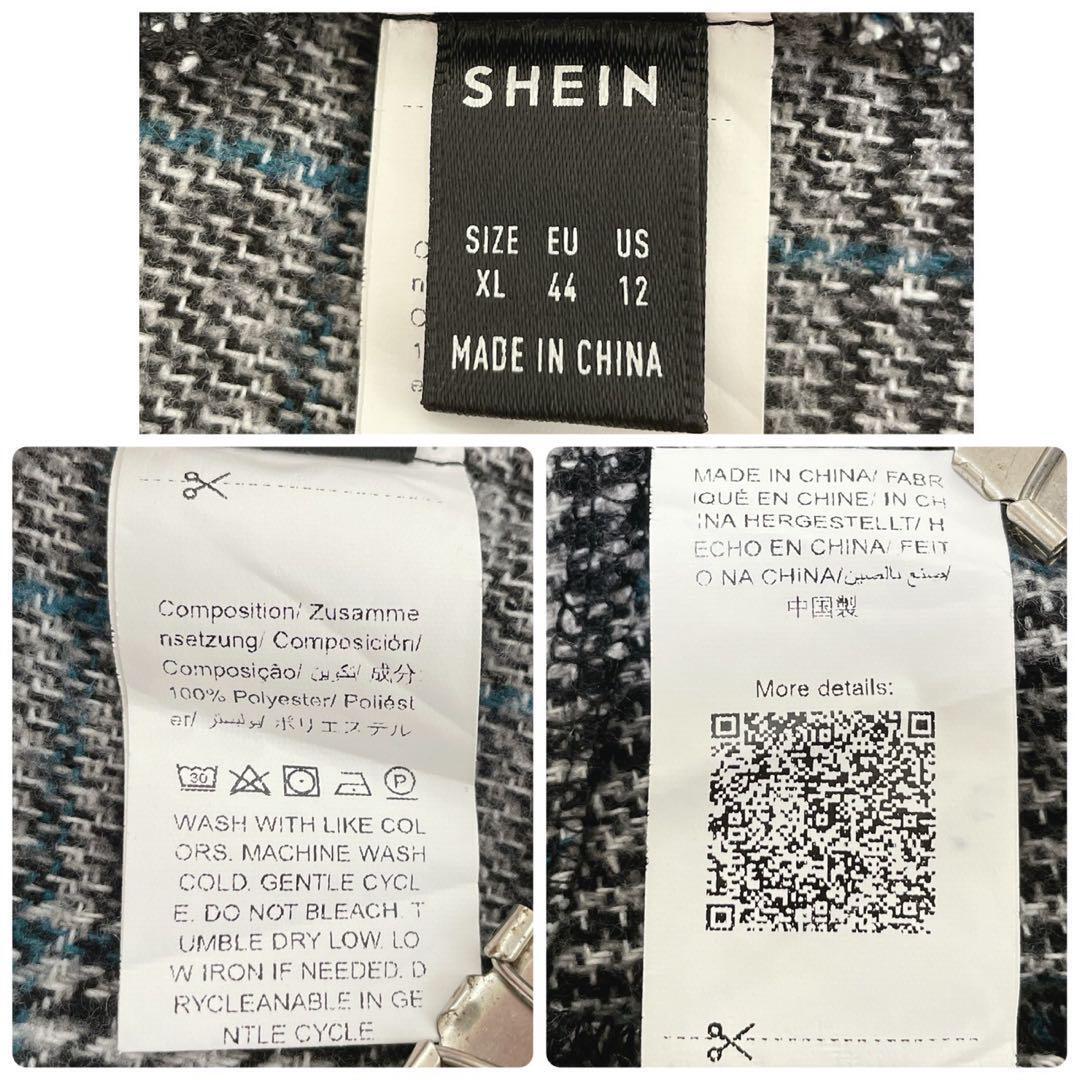 SHEIN
SIZE EU US
XL 44 12
MADE IN CHINA
Composition/ Zusamme
nsetzung/ Composición/
Composição/ تكوين/ 成分:
100% Polyester/ Poliést
er/ بوليستر/ ポリエステル
30 P
WASH WITH LIKE COL
ORS. MACHINE WASH
COLD. GENTLE CYCL
E. DO NOT BLEACH. T
UMBLE DRY LOW. LO
W IRON IF NEEDED. D
RYCLEANABLE IN GE
NTLE CYCLE.
MADE IN CHINA/ FABR
IQUÉ EN CHINE/ IN CH
INA HERGESTELLT/ H
ECHO EN CHINA/ FEIT
O NA CHINA/صنع بالصين/
中国製
More details: